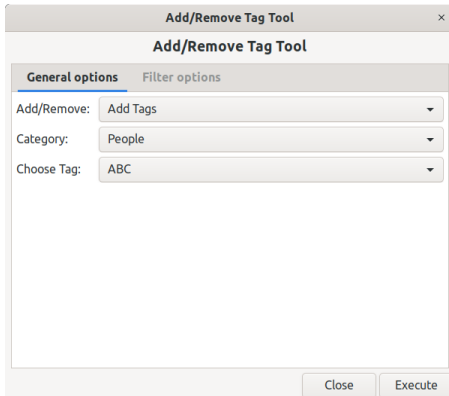 Add/Remove Tag Tool ×
Add/Remove Tag Tool
General options Filter options
Add/Remove: Add Tags
Category: People
Choose Tag: ABC
Close Execute